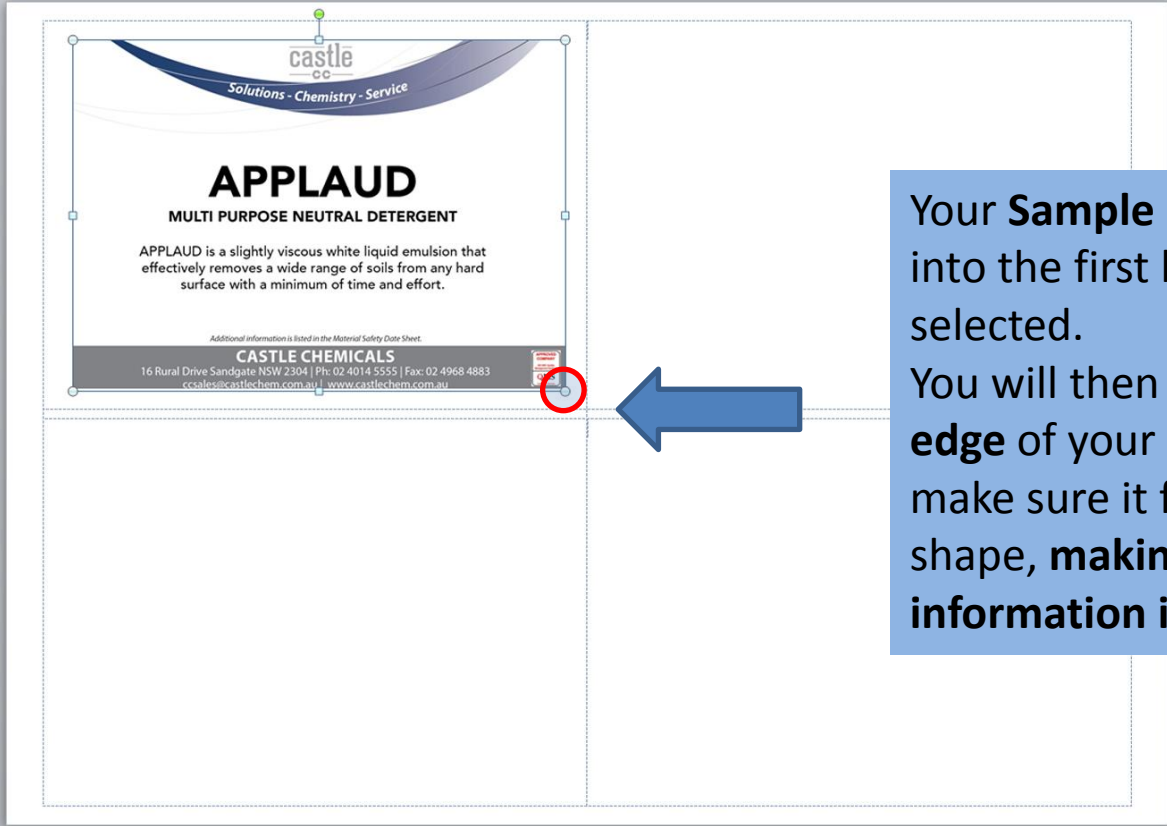 castle
CC
Solutions - Chemistry - Service
APPLAUD
MULTI PURPOSE NEUTRAL DETERGENT
APPLAUD is a slightly viscous white liquid emulsion that
effectively removes a wide range of soils from any hard
surface with a minimum of time and effort.
Additional information is listed in the Material Safety Date Sheet.
CASTLE CHEMICALS
16 Rural Drive Sandgate NSW 2304 | Ph: 02 4014 5555 | Fax: 02 4968 4883
ccsales@castlechem.com.au | www.castlechem.com.au
Your Sample
into the first
selected.
You will then
edge of your
make sure it
shape, makin
information